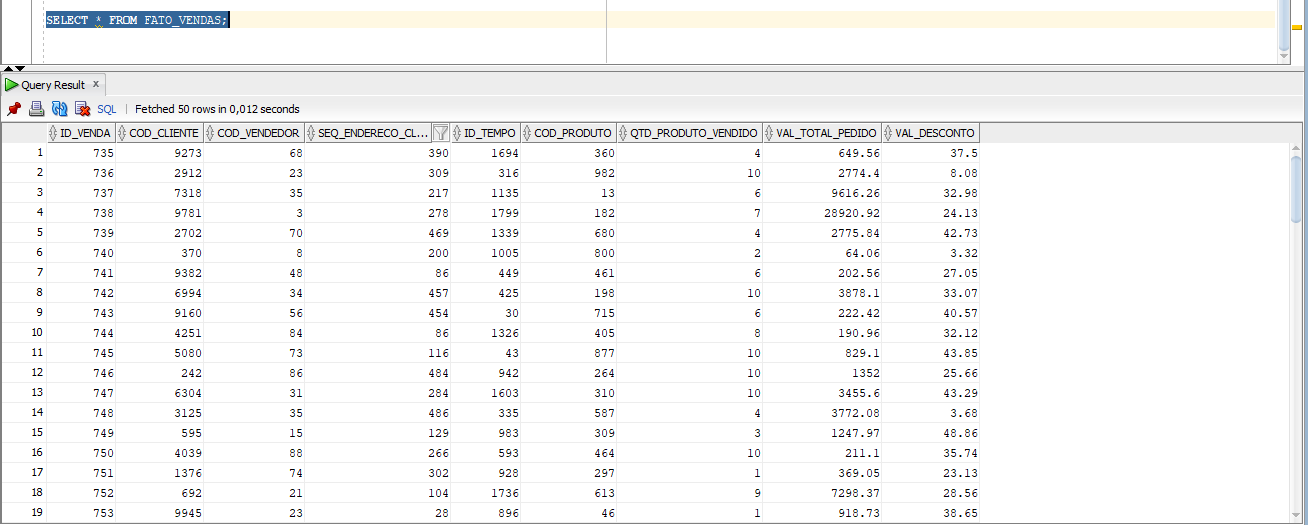 SELECT * FROM FATO_VENDAS;
Query Result x
SQL | Fetched 50 rows in 0,012 seconds
ID_VENDA COD_CLIENTE COD_VENDEDOR SEQ_ENDERECO_CL... ID_TEMPO COD_PRODUTO QTD_PRODUTO_VENDIDO VAL_TOTAL_PEDIDO VAL_DESCONTO
1 735 9273 68 390 1694 360 4 649.56 37.5
2 736 2912 23 309 316 982 10 2774.4 8.08
3 737 7318 35 217 1135 13 6 9616.26 32.98
4 738 9781 3 278 1799 182 7 28920.92 24.13
5 739 2702 70 469 1339 680 4 2775.84 42.73
6 740 370 8 200 1005 800 2 64.06 3.32
7 741 9382 48 86 449 461 6 202.56 27.05
8 742 6994 34 457 425 198 10 3878.1 33.07
9 743 9160 56 454 30 715 6 222.42 40.57
10 744 4251 84 86 1326 405 8 190.96 32.12
11 745 5080 73 116 43 877 10 829.1 43.85
12 746 242 86 484 942 264 10 1352 25.66
13 747 6304 31 284 1603 310 10 3455.6 43.29
14 748 3125 35 486 335 587 4 3772.08 3.68
15 749 595 15 129 983 309 3 1247.97 48.86
16 750 4039 88 266 593 464 10 211.1 35.74
17 751 1376 74 302 928 297 1 369.05 23.13
18 752 692 21 104 1736 613 9 7298.37 28.56
19 753 9945 23 28 896 46 1 918.73 38.65